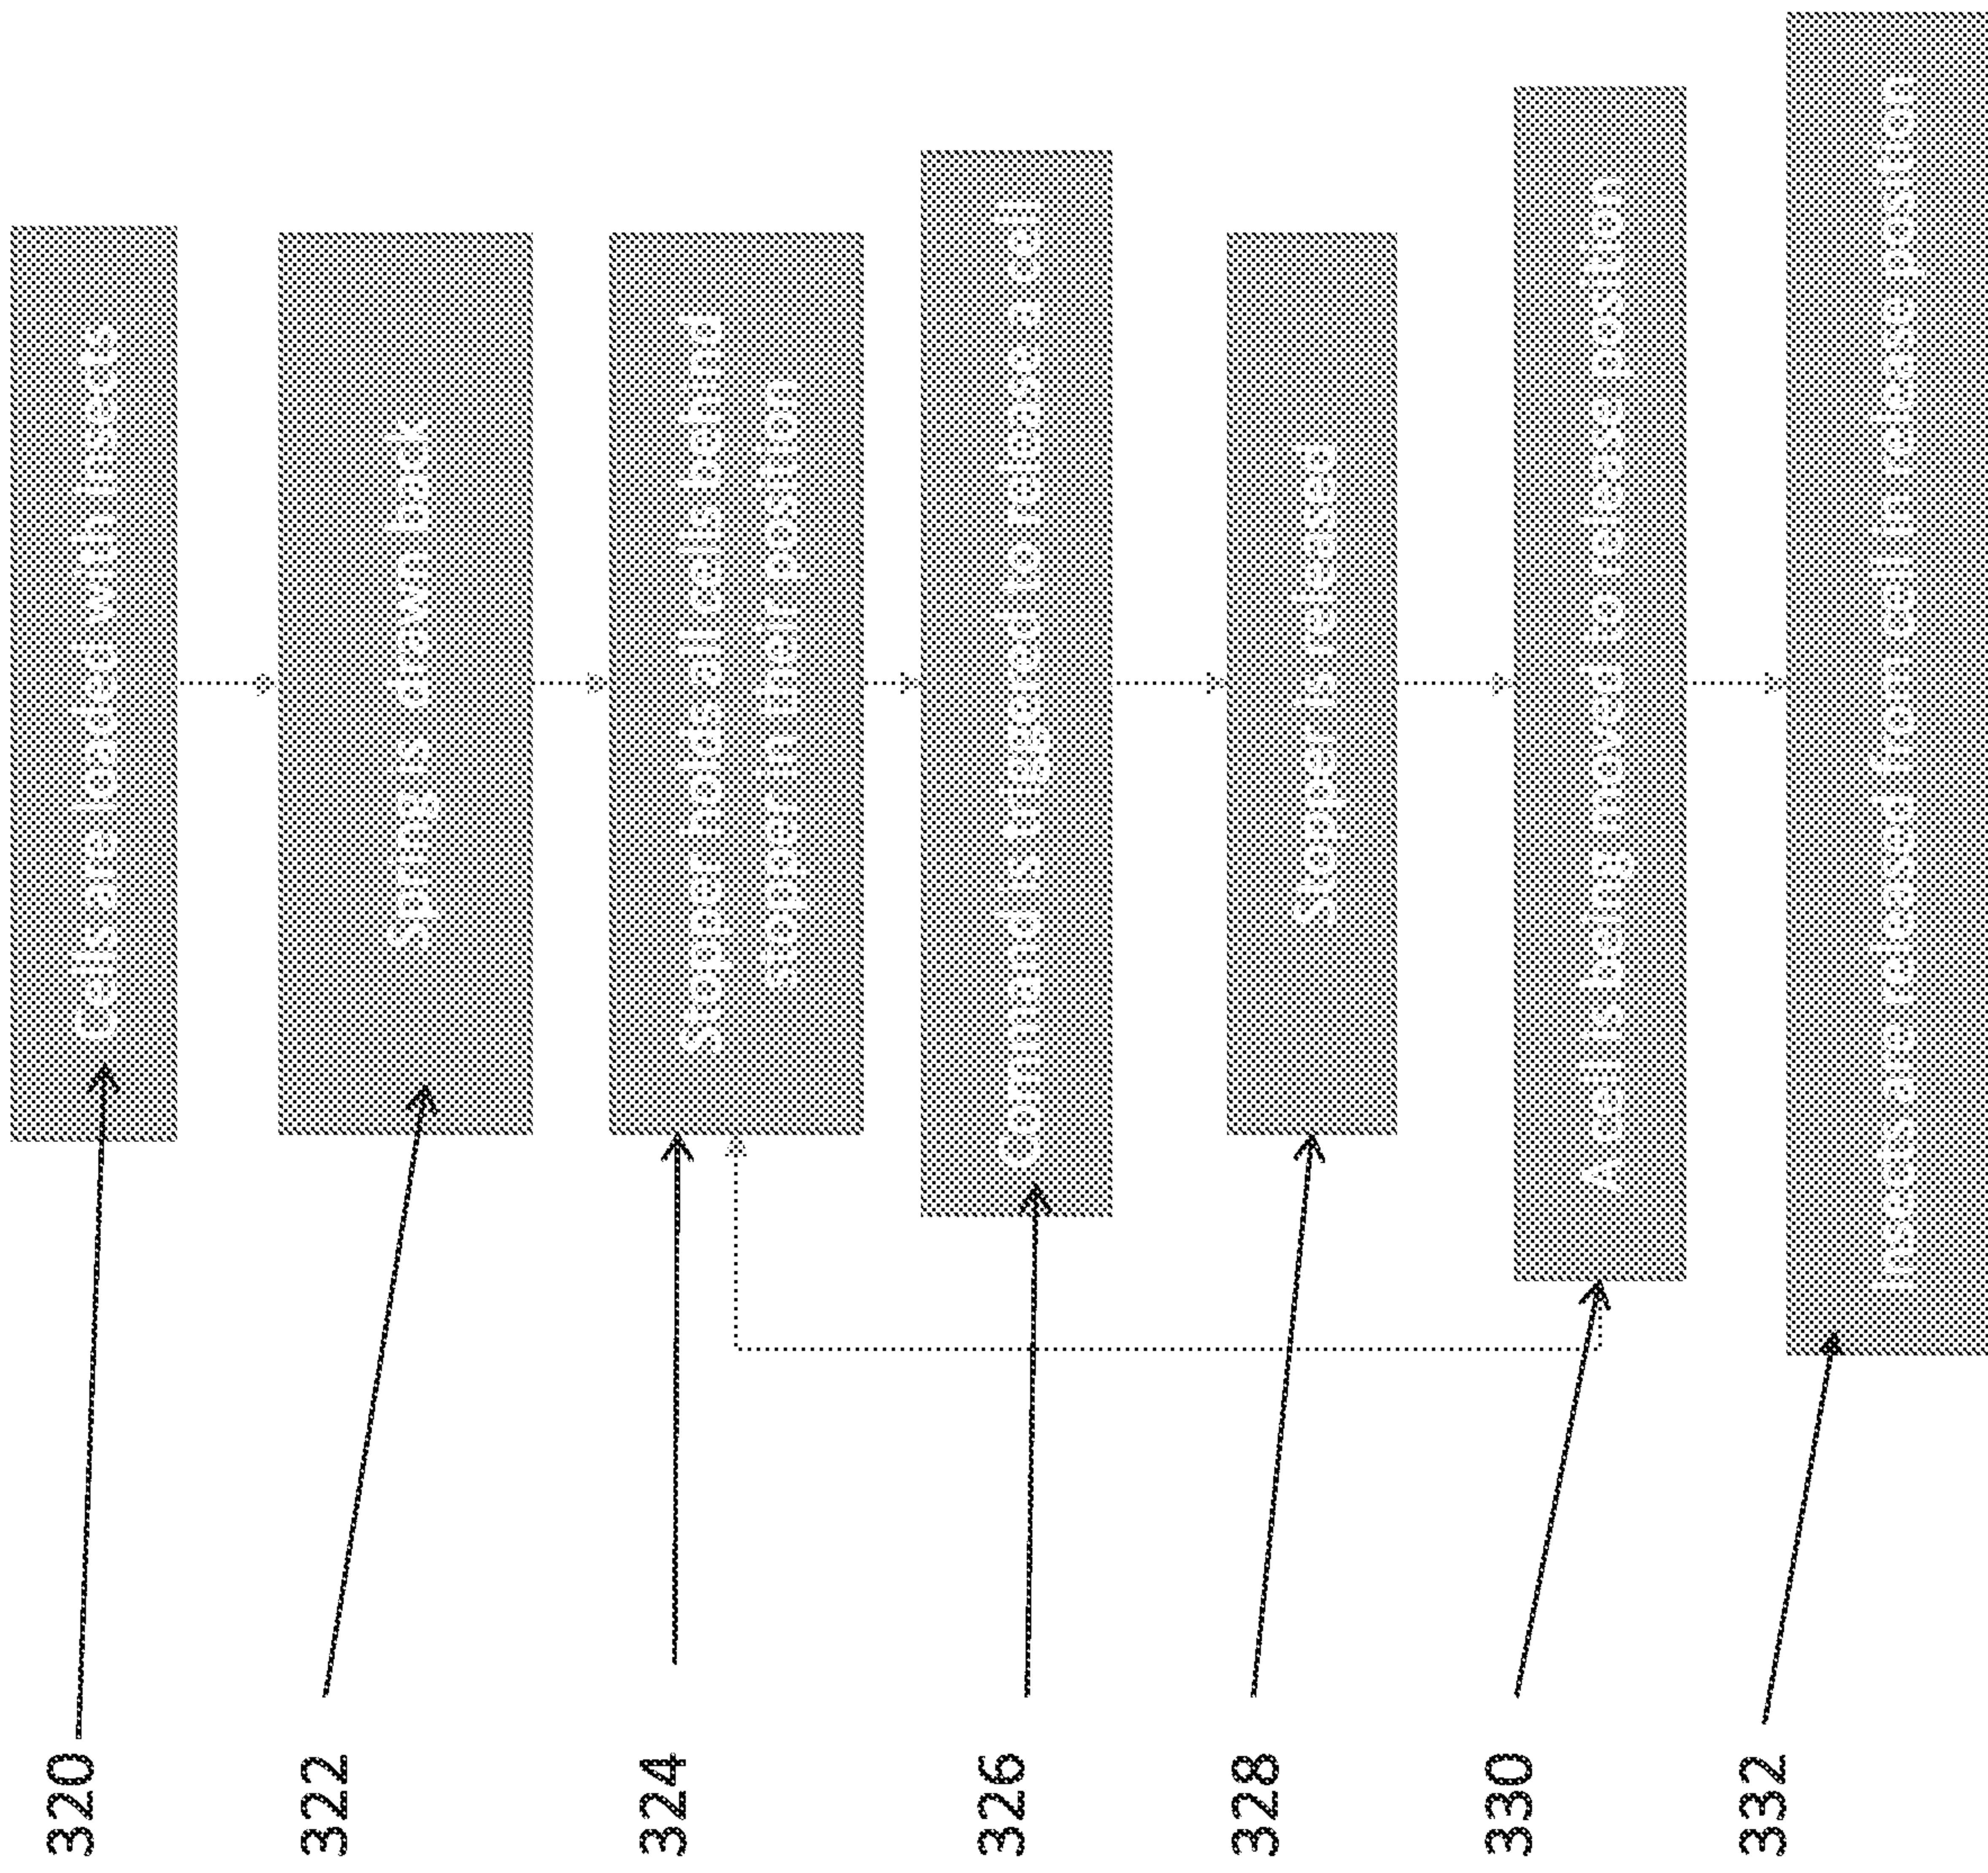 320
Cells are loaded with insects
322
Spring is drawn back
324
Stopper holds all cells behind
stopper in liner position
326
Command is triggered to release a cell
328
Stopper is released
330
A cell is being moved to release position
332
Insects are released from cell in release position